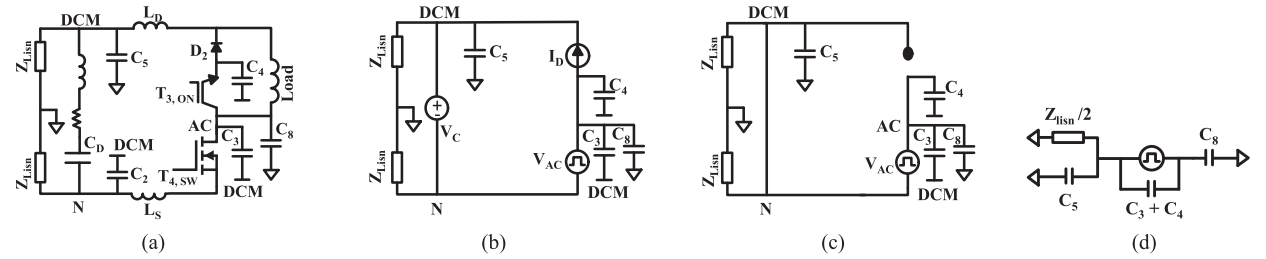 DCM
L_D
Z_Lisn
C_5
D_2
C_4
Load
T_3, ON
AC
C_3
C_8
C_D
DCM
C_2
T_4, SW
DCM
Z_Lisn
N
L_S
(a)
DCM
Z_Lisn
C_5
I_D
C_4
+
-
V_C
C_3
C_8
V_AC
DCM
Z_Lisn
N
(b)
DCM
Z_Lisn
C_5
C_4
AC
C_3
C_8
V_AC
DCM
Z_Lisn
N
(c)
Z_lisn /2
C_8
C_5
C_3 + C_4
(d)